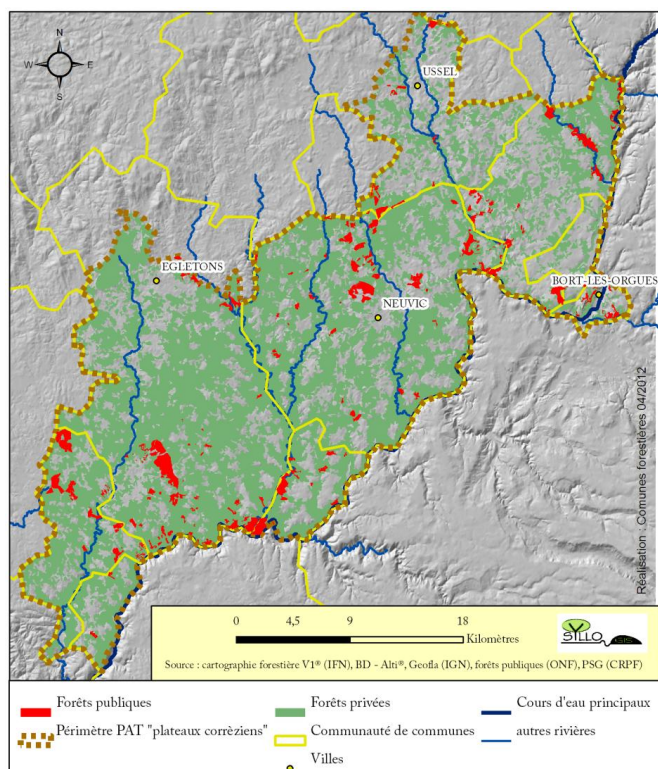 N
W E
S
USSEL
EGLETONS
BORT-LES-ORGUES
NEUVIC
Réalisation : Comunes forestières 04/2012
0 4,5 9 18
Kilomètres
SYLLOGIS
Source : cartographie forestière V1® (IFN), BD - Alti®, Geofla (IGN), forêts publiques (ONF), PSG (CRPF)
Forêts publiques Forêts privées Cours d'eau principaux
Périmètre PAT "plateaux corrèziens" Communauté de communes autres rivières
Villes